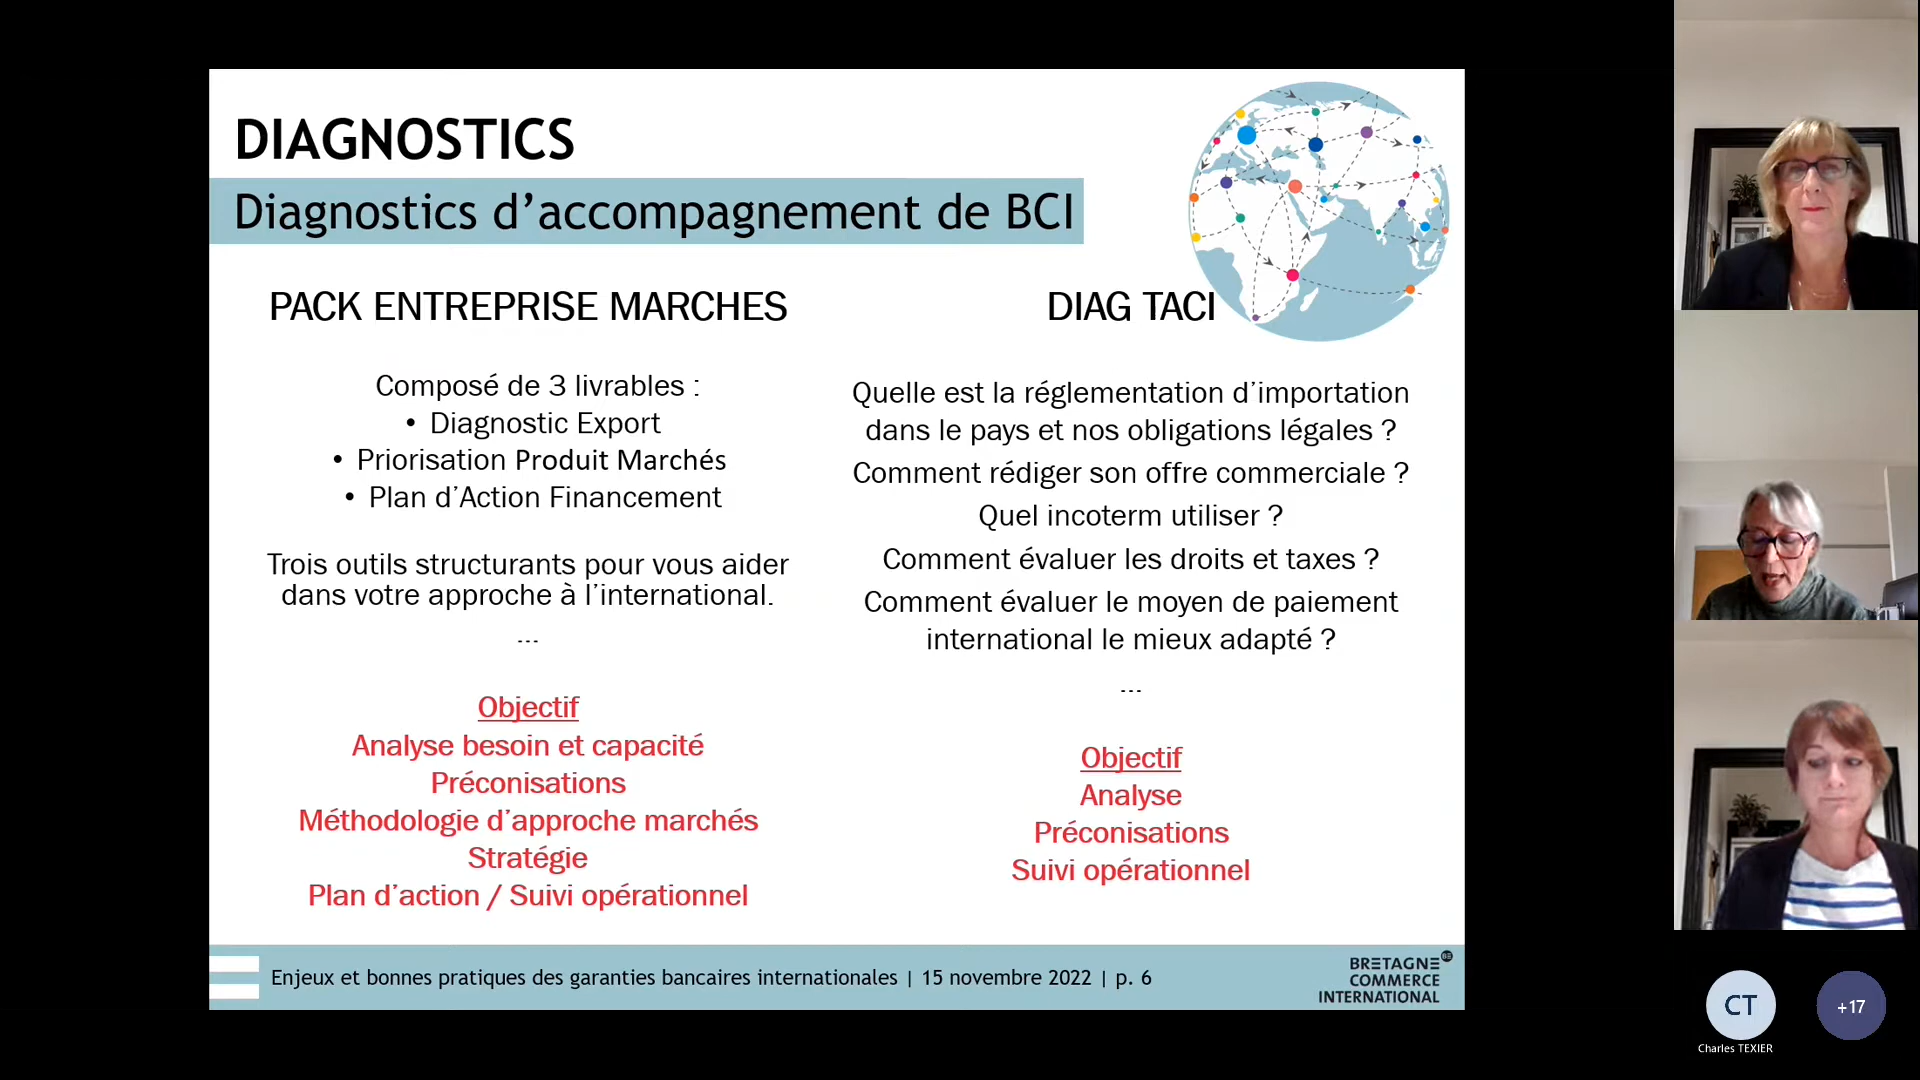 DIAGNOSTICS
Diagnostics d’accompagnement de BCI
PACK ENTREPRISE MARCHES
Composé de 3 livrables :
• Diagnostic Export
• Priorisation Produit Marchés
• Plan d’Action Financement
Trois outils structurants pour vous aider
dans votre approche à l’international.
...
Objectif
Analyse besoin et capacité
Préconisations
Méthodologie d’approche marchés
Stratégie
Plan d’action / Suivi opérationnel
DIAG TACI
Quelle est la réglementation d’importation
dans le pays et nos obligations légales ?
Comment rédiger son offre commerciale ?
Quel incoterm utiliser ?
Comment évaluer les droits et taxes ?
Comment évaluer le moyen de paiement
international le mieux adapté ?
...
Objectif
Analyse
Préconisations
Suivi opérationnel
Enjeux et bonnes pratiques des garanties bancaires internationales | 15 novembre 2022 | p. 6
BRETAGNE
COMMERCE
INTERNATIONAL
CT
Charles TEXIER
+17